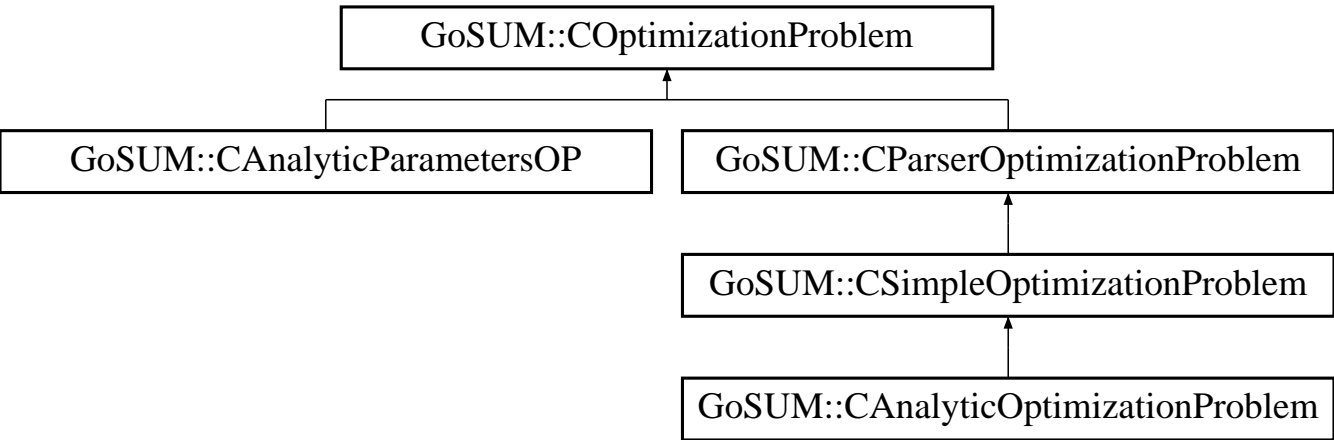 GoSUM::COptimizationProblem
GoSUM::CAnalyticParametersOP
GoSUM::CParserOptimizationProblem
GoSUM::CSimpleOptimizationProblem
GoSUM::CAnalyticOptimizationProblem